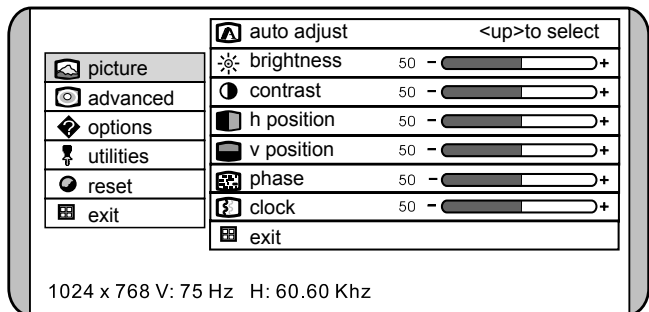 picture
advanced
options
utilities
reset
exit
auto adjust <up>to select
brightness 50 - +
contrast 50 - +
h position 50 - +
v position 50 - +
phase 50 - +
clock 50 - +
exit
1024 x 768 V: 75 Hz H: 60.60 Khz